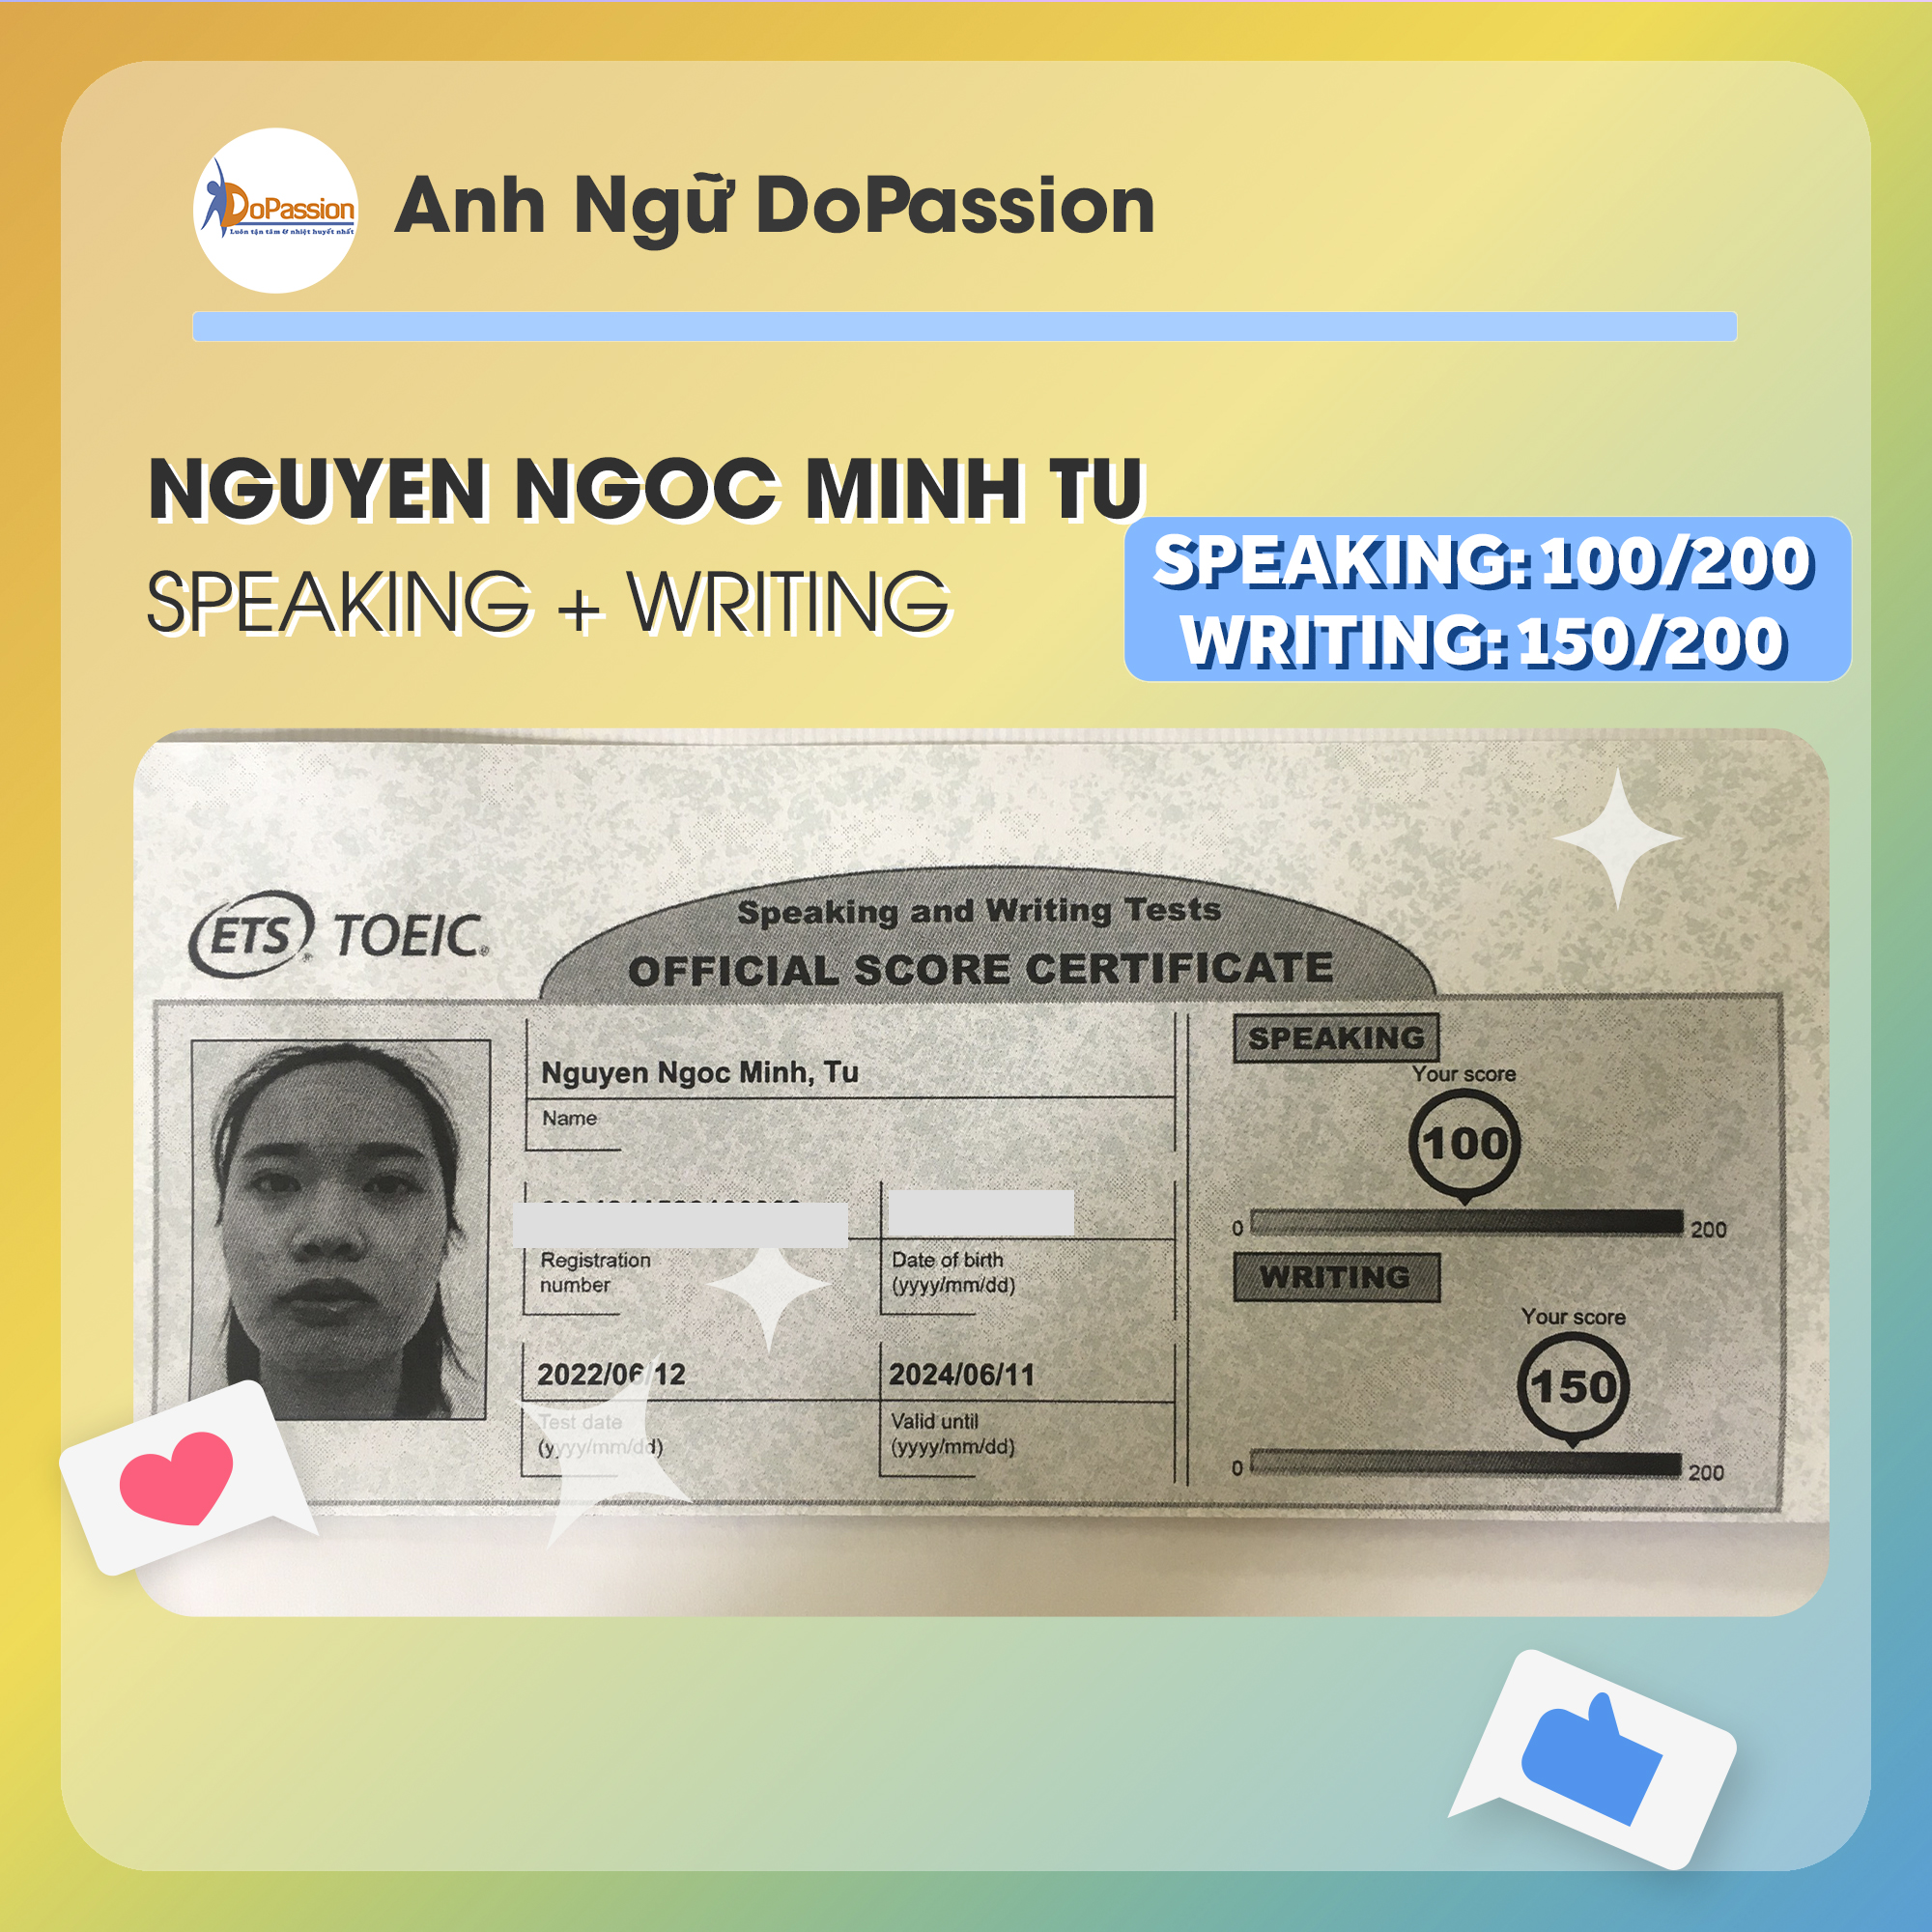 DoPassion
Luôn tận tâm & nhiệt huyết nhất
Anh Ngữ DoPassion
NGUYEN NGOC MINH TU
SPEAKING + WRITING
SPEAKING: 100/200
WRITING: 150/200
ETS® TOEIC®
Speaking and Writing Tests
OFFICIAL SCORE CERTIFICATE
Nguyen Ngoc Minh, Tu
Name
Registration
number
Date of birth
(yyyy/mm/dd)
2022/06/12
Test date
(yyyy/mm/dd)
2024/06/11
Valid until
(yyyy/mm/dd)
SPEAKING
Your score
100
0
200
WRITING
Your score
150
0
200